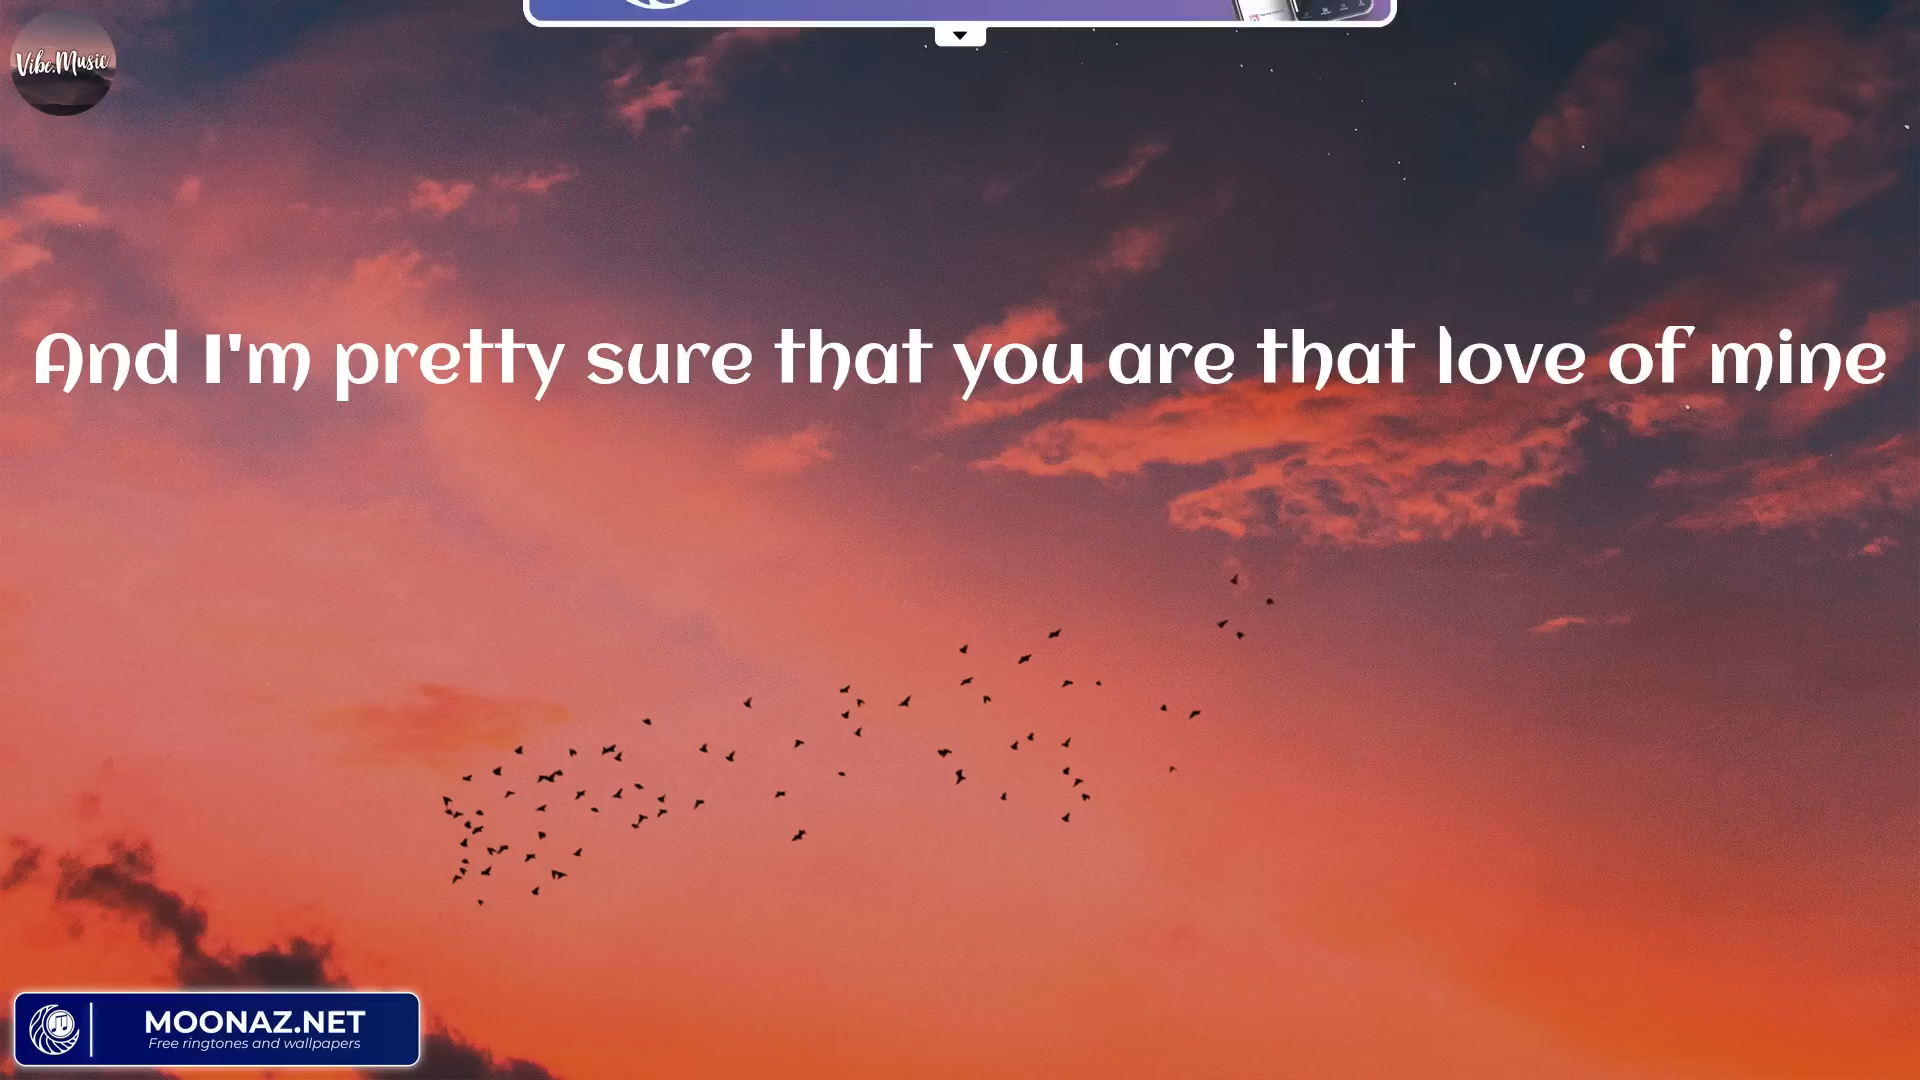 Vibe.Music
And I'm pretty sure that you are that love of mine
MOONAZ.NET
Free ringtones and wallpapers